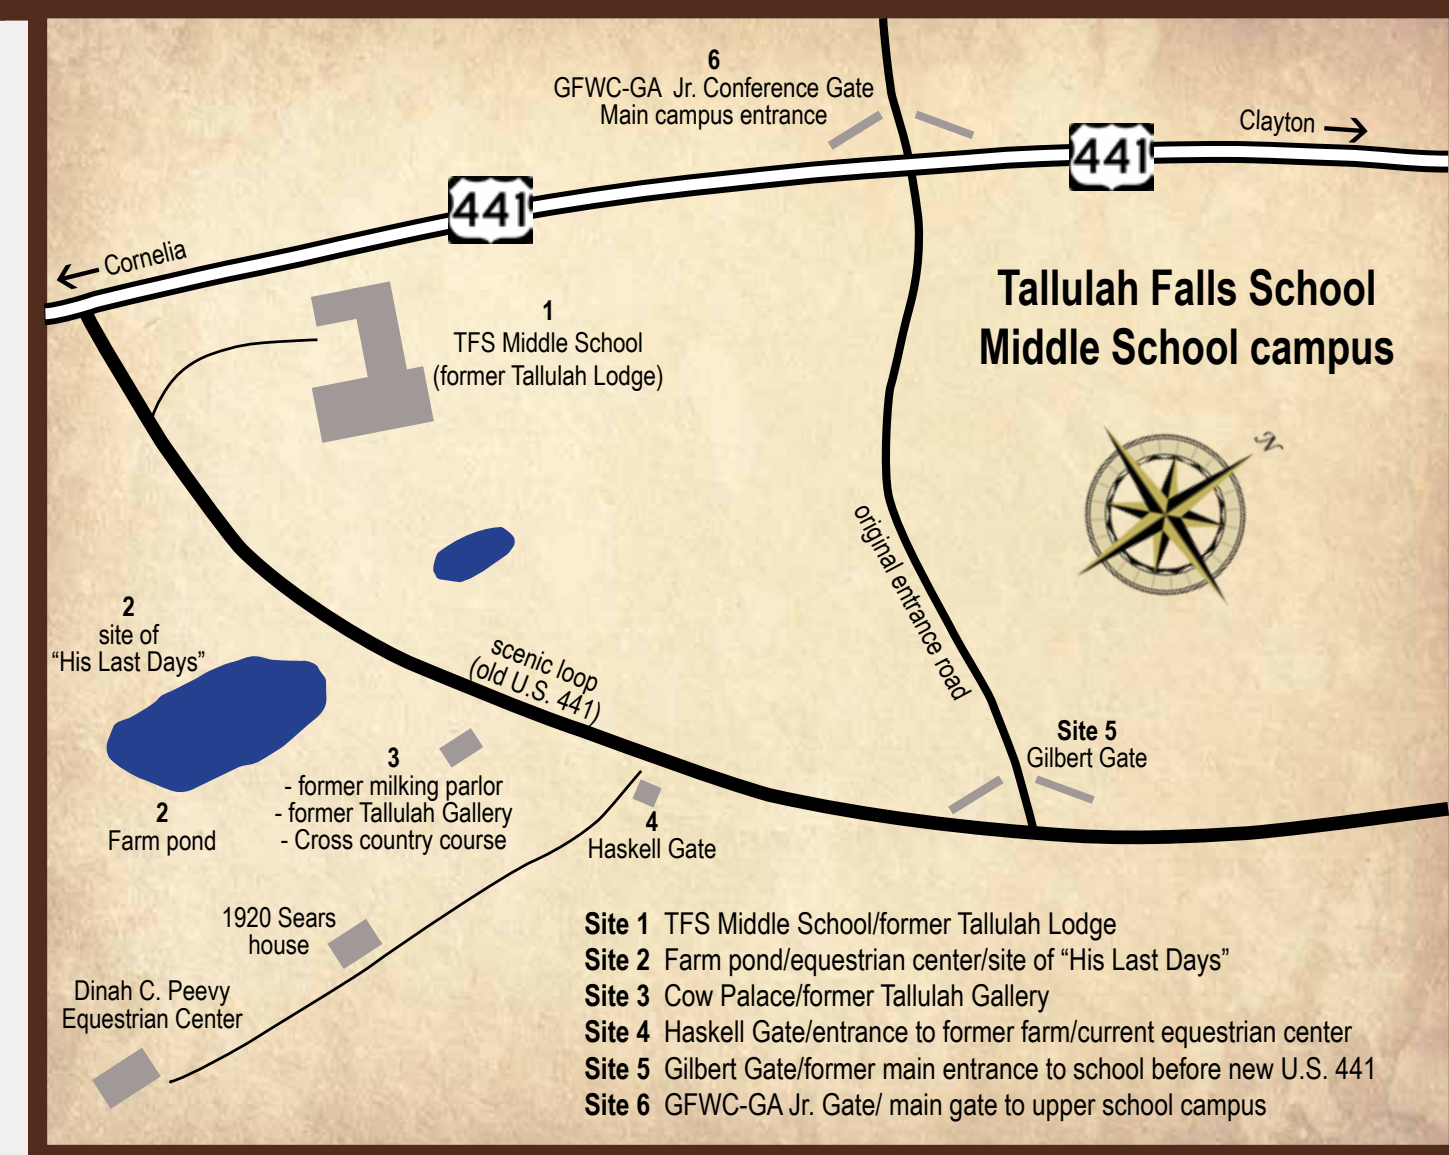 6
GFWC-GA Jr. Conference Gate
Main campus entrance
Clayton
441
441
Cornelia
Tallulah Falls School
Middle School campus
1
TFS Middle School
(former Tallulah Lodge)
N
original entrance road
2
site of
“His Last Days”
scenic loop
(old U.S. 441)
Site 5
Gilbert Gate
3
- former milking parlor
- former Tallulah Gallery
- Cross country course
2
Farm pond
4
Haskell Gate
1920 Sears
house
Dinah C. Peevy
Equestrian Center
Site 1 TFS Middle School/former Tallulah Lodge
Site 2 Farm pond/equestrian center/site of “His Last Days”
Site 3 Cow Palace/former Tallulah Gallery
Site 4 Haskell Gate/entrance to former farm/current equestrian center
Site 5 Gilbert Gate/former main entrance to school before new U.S. 441
Site 6 GFWC-GA Jr. Gate/ main gate to upper school campus